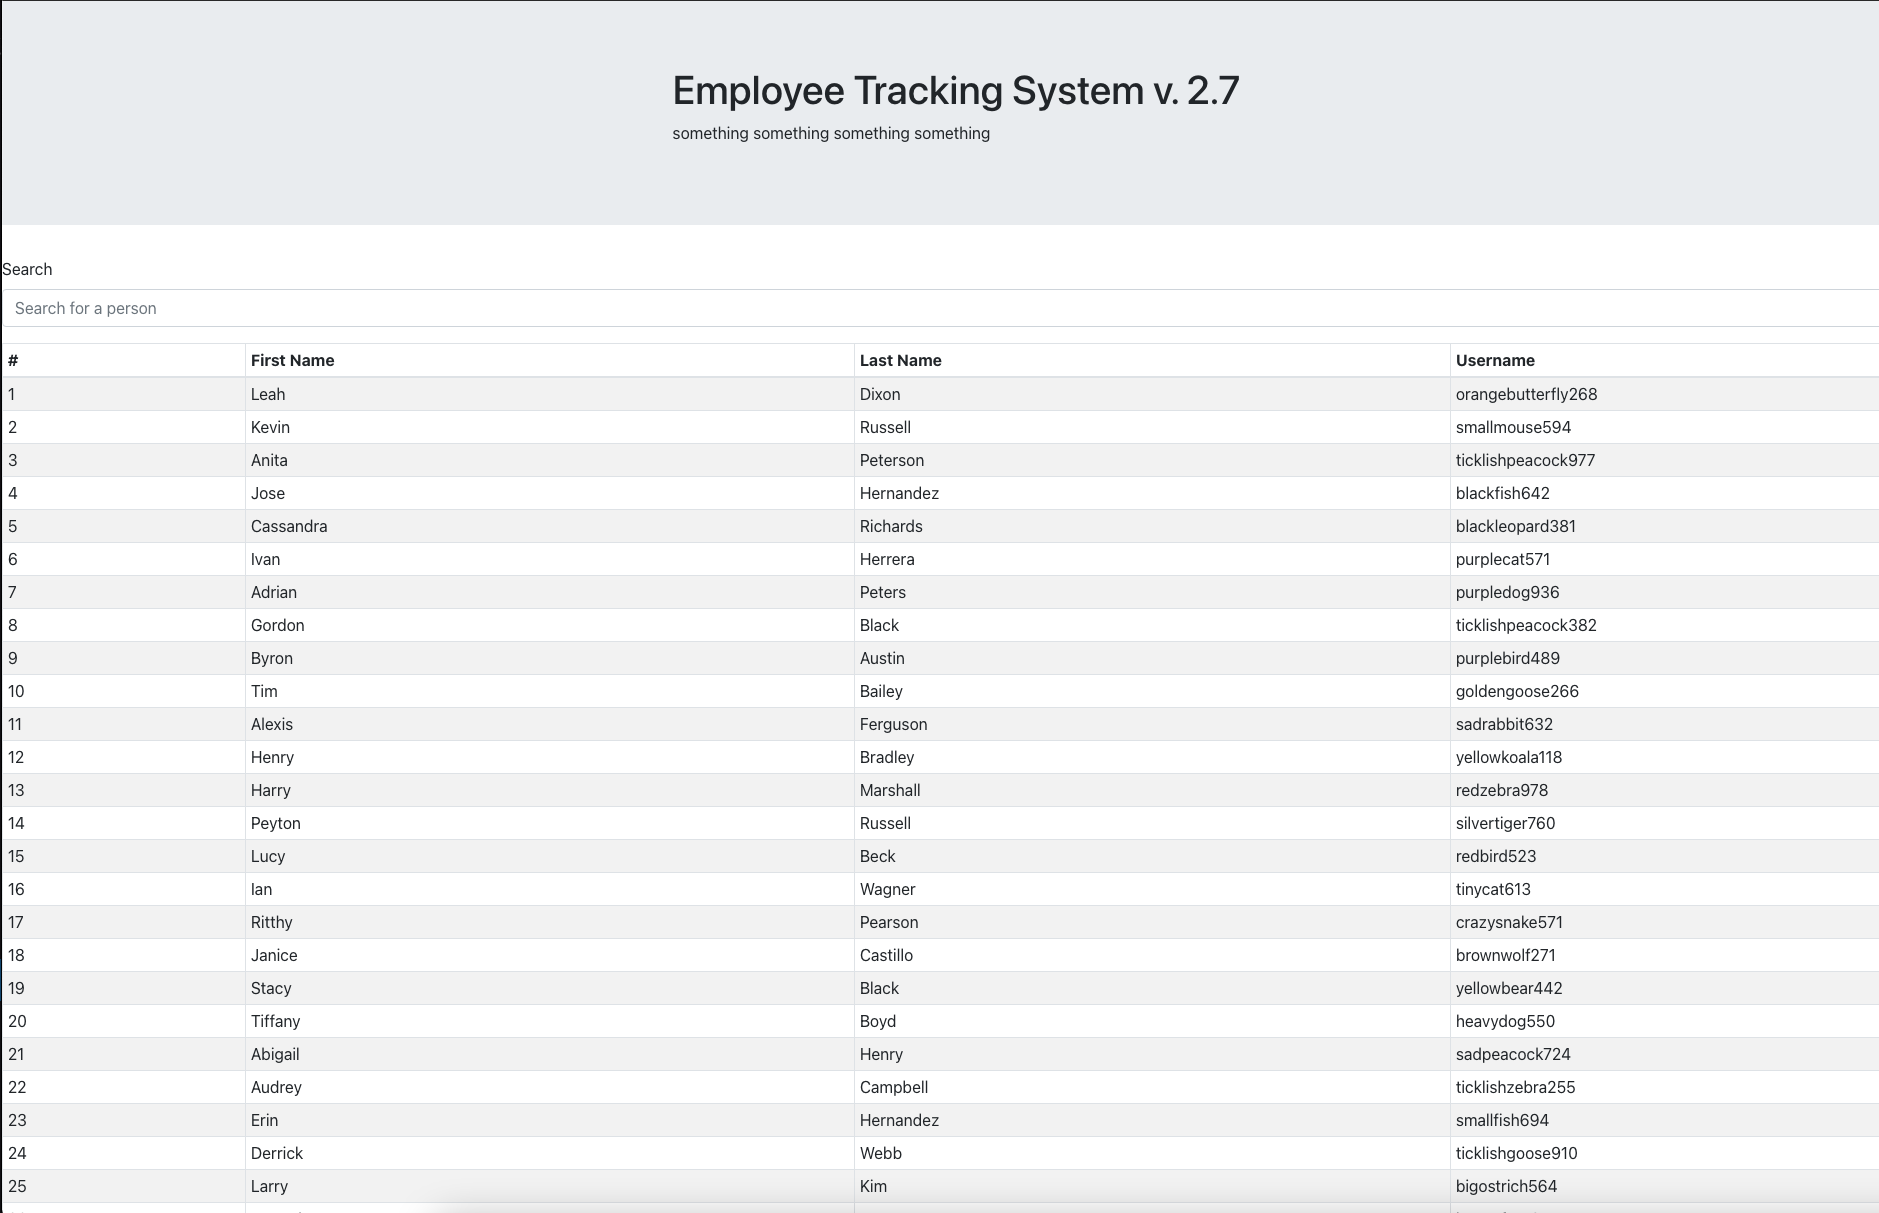 Employee Tracking System v. 2.7
something something something something
Search
Search for a person
# First Name Last Name Username
1 Leah Dixon orangebutterfly268
2 Kevin Russell smallmouse594
3 Anita Peterson ticklishpeacock977
4 Jose Hernandez blackfish642
5 Cassandra Richards blackleopard381
6 Ivan Herrera purplecat571
7 Adrian Peters purpledog936
8 Gordon Black ticklishpeacock382
9 Byron Austin purplebird489
10 Tim Bailey goldengoose266
11 Alexis Ferguson sadrabbit632
12 Henry Bradley yellowkoala118
13 Harry Marshall redzebra978
14 Peyton Russell silvertiger760
15 Lucy Beck redbird523
16 Ian Wagner tinycat613
17 Ritthy Pearson crazysnake571
18 Janice Castillo brownwolf271
19 Stacy Black yellowbear442
20 Tiffany Boyd heavydog550
21 Abigail Henry sadpeacock724
22 Audrey Campbell ticklishzebra255
23 Erin Hernandez smallfish694
24 Derrick Webb ticklishgoose910
25 Larry Kim bigostrich564